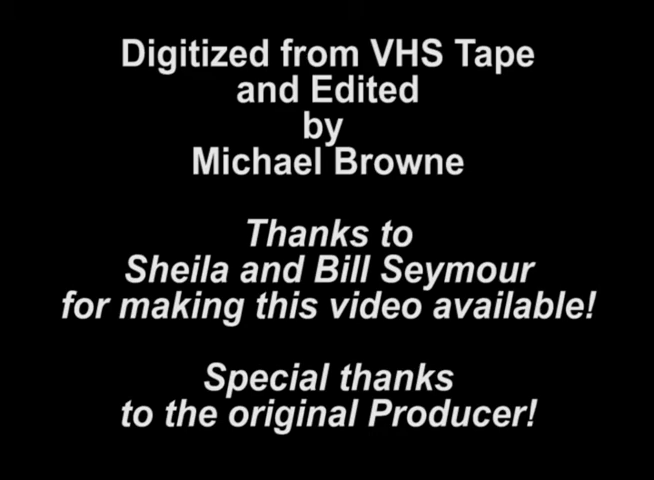 Digitized from VHS Tape
and Edited
by
Michael Browne
Thanks to
Sheila and Bill Seymour
for making this video available!
Special thanks
to the original Producer!